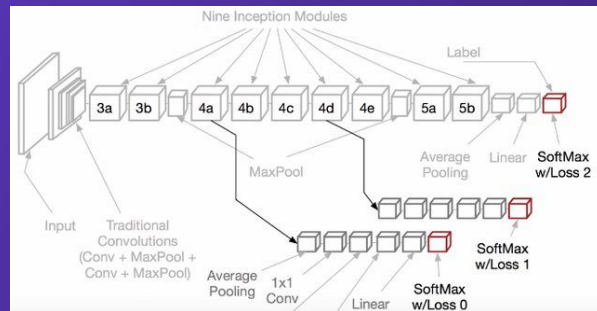 Nine Inception Modules
Label
3a 3b 4a 4b 4c 4d 4e 5a 5b
Average
Pooling
Linear
SoftMax
w/Loss 2
MaxPool
Input
Traditional
Convolutions
(Conv + MaxPool +
Conv + MaxPool)
SoftMax
w/Loss 1
Average
Pooling
1x1
Conv
Linear
SoftMax
w/Loss 0